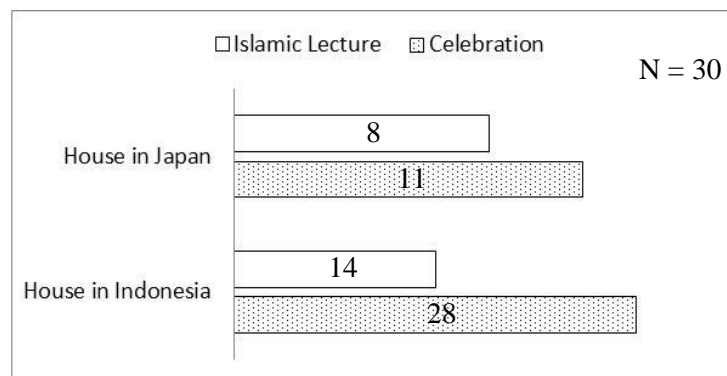 Islamic Lecture Celebration
N = 30
8
House in Japan
11
14
House in Indonesia
28